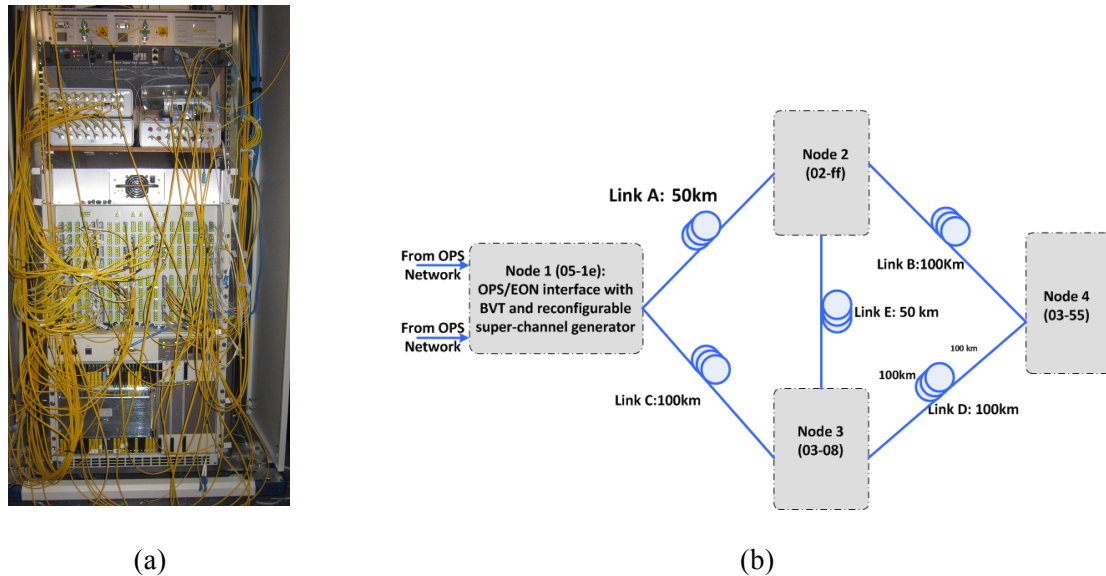 Node 2
(02-ff)
Link A: 50km
From OPS
Network
Node 1 (05-1e):
OPS/EON interface with
BVT and reconfigurable
super-channel generator
Link B:100Km
Node 4
(03-55)
From OPS
Network
Link E: 50 km
100 km
100km
Link C:100km
Link D: 100km
Node 3
(03-08)
(a)
(b)